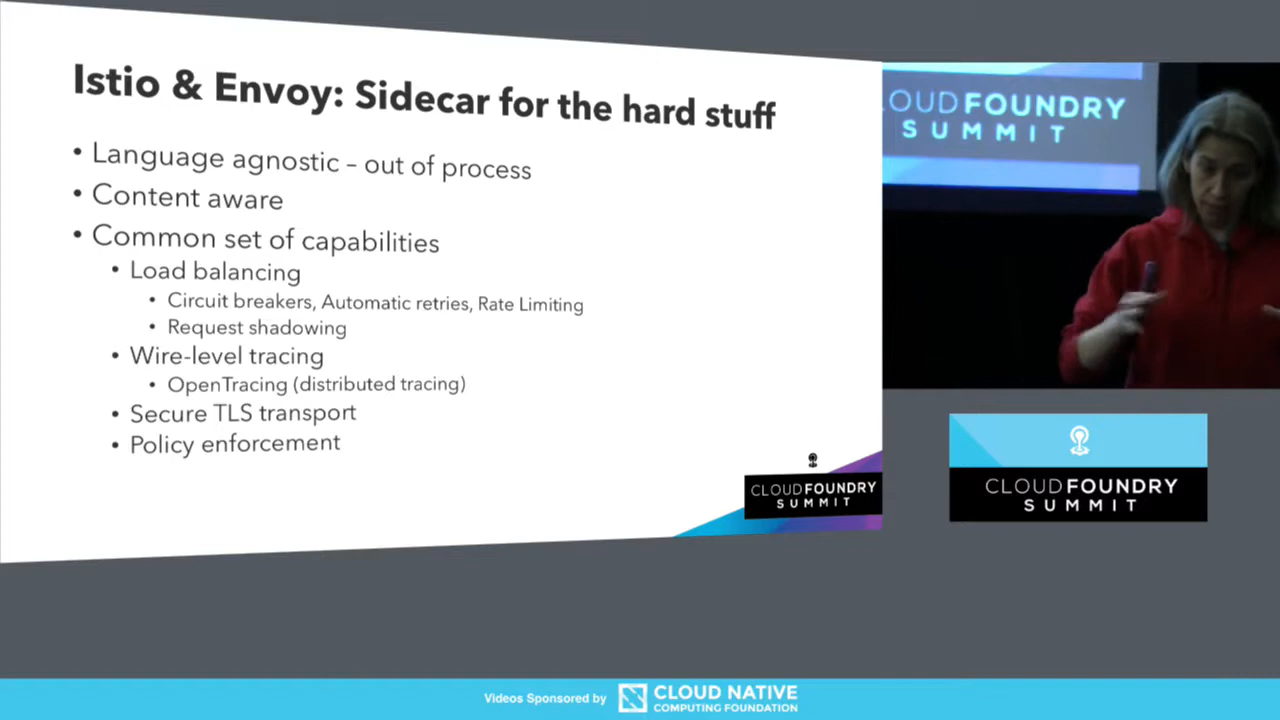 Istio & Envoy: Sidecar for the hard stuff
• Language agnostic – out of process
• Content aware
• Common set of capabilities
• Load balancing
• Circuit breakers, Automatic retries, Rate Limiting
• Request shadowing
• Wire-level tracing
• OpenTracing (distributed tracing)
• Secure TLS transport
• Policy enforcement
CLOUDFOUNDRY
SUMMIT
OUDFOUNDRY
SUMMIT
CLOUDFOUNDRY
SUMMIT
Videos Sponsored by
CLOUD NATIVE
COMPUTING FOUNDATION